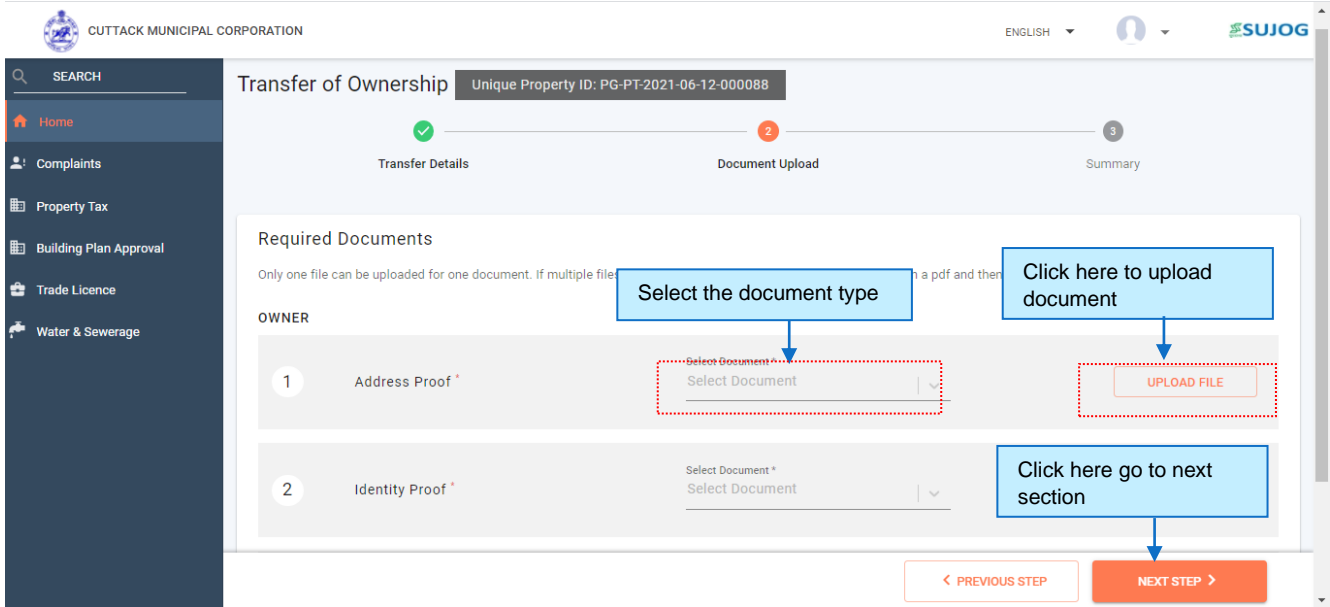 CUTTACK MUNICIPAL CORPORATION
ENGLISH
SUJOG
SEARCH
Home
Complaints
Property Tax
Building Plan Approval
Trade Licence
Water & Sewerage
Transfer of Ownership
Unique Property ID: PG-PT-2021-06-12-000088
2
3
Transfer Details
Document Upload
Summary
Required Documents
Only one file can be uploaded for one document. If multiple files
a pdf and then
Select the document type
Click here to upload
document
OWNER
1
Address Proof *
Select Document *
Select Document
UPLOAD FILE
2
Identity Proof *
Select Document *
Select Document
Click here go to next
section
PREVIOUS STEP
NEXT STEP